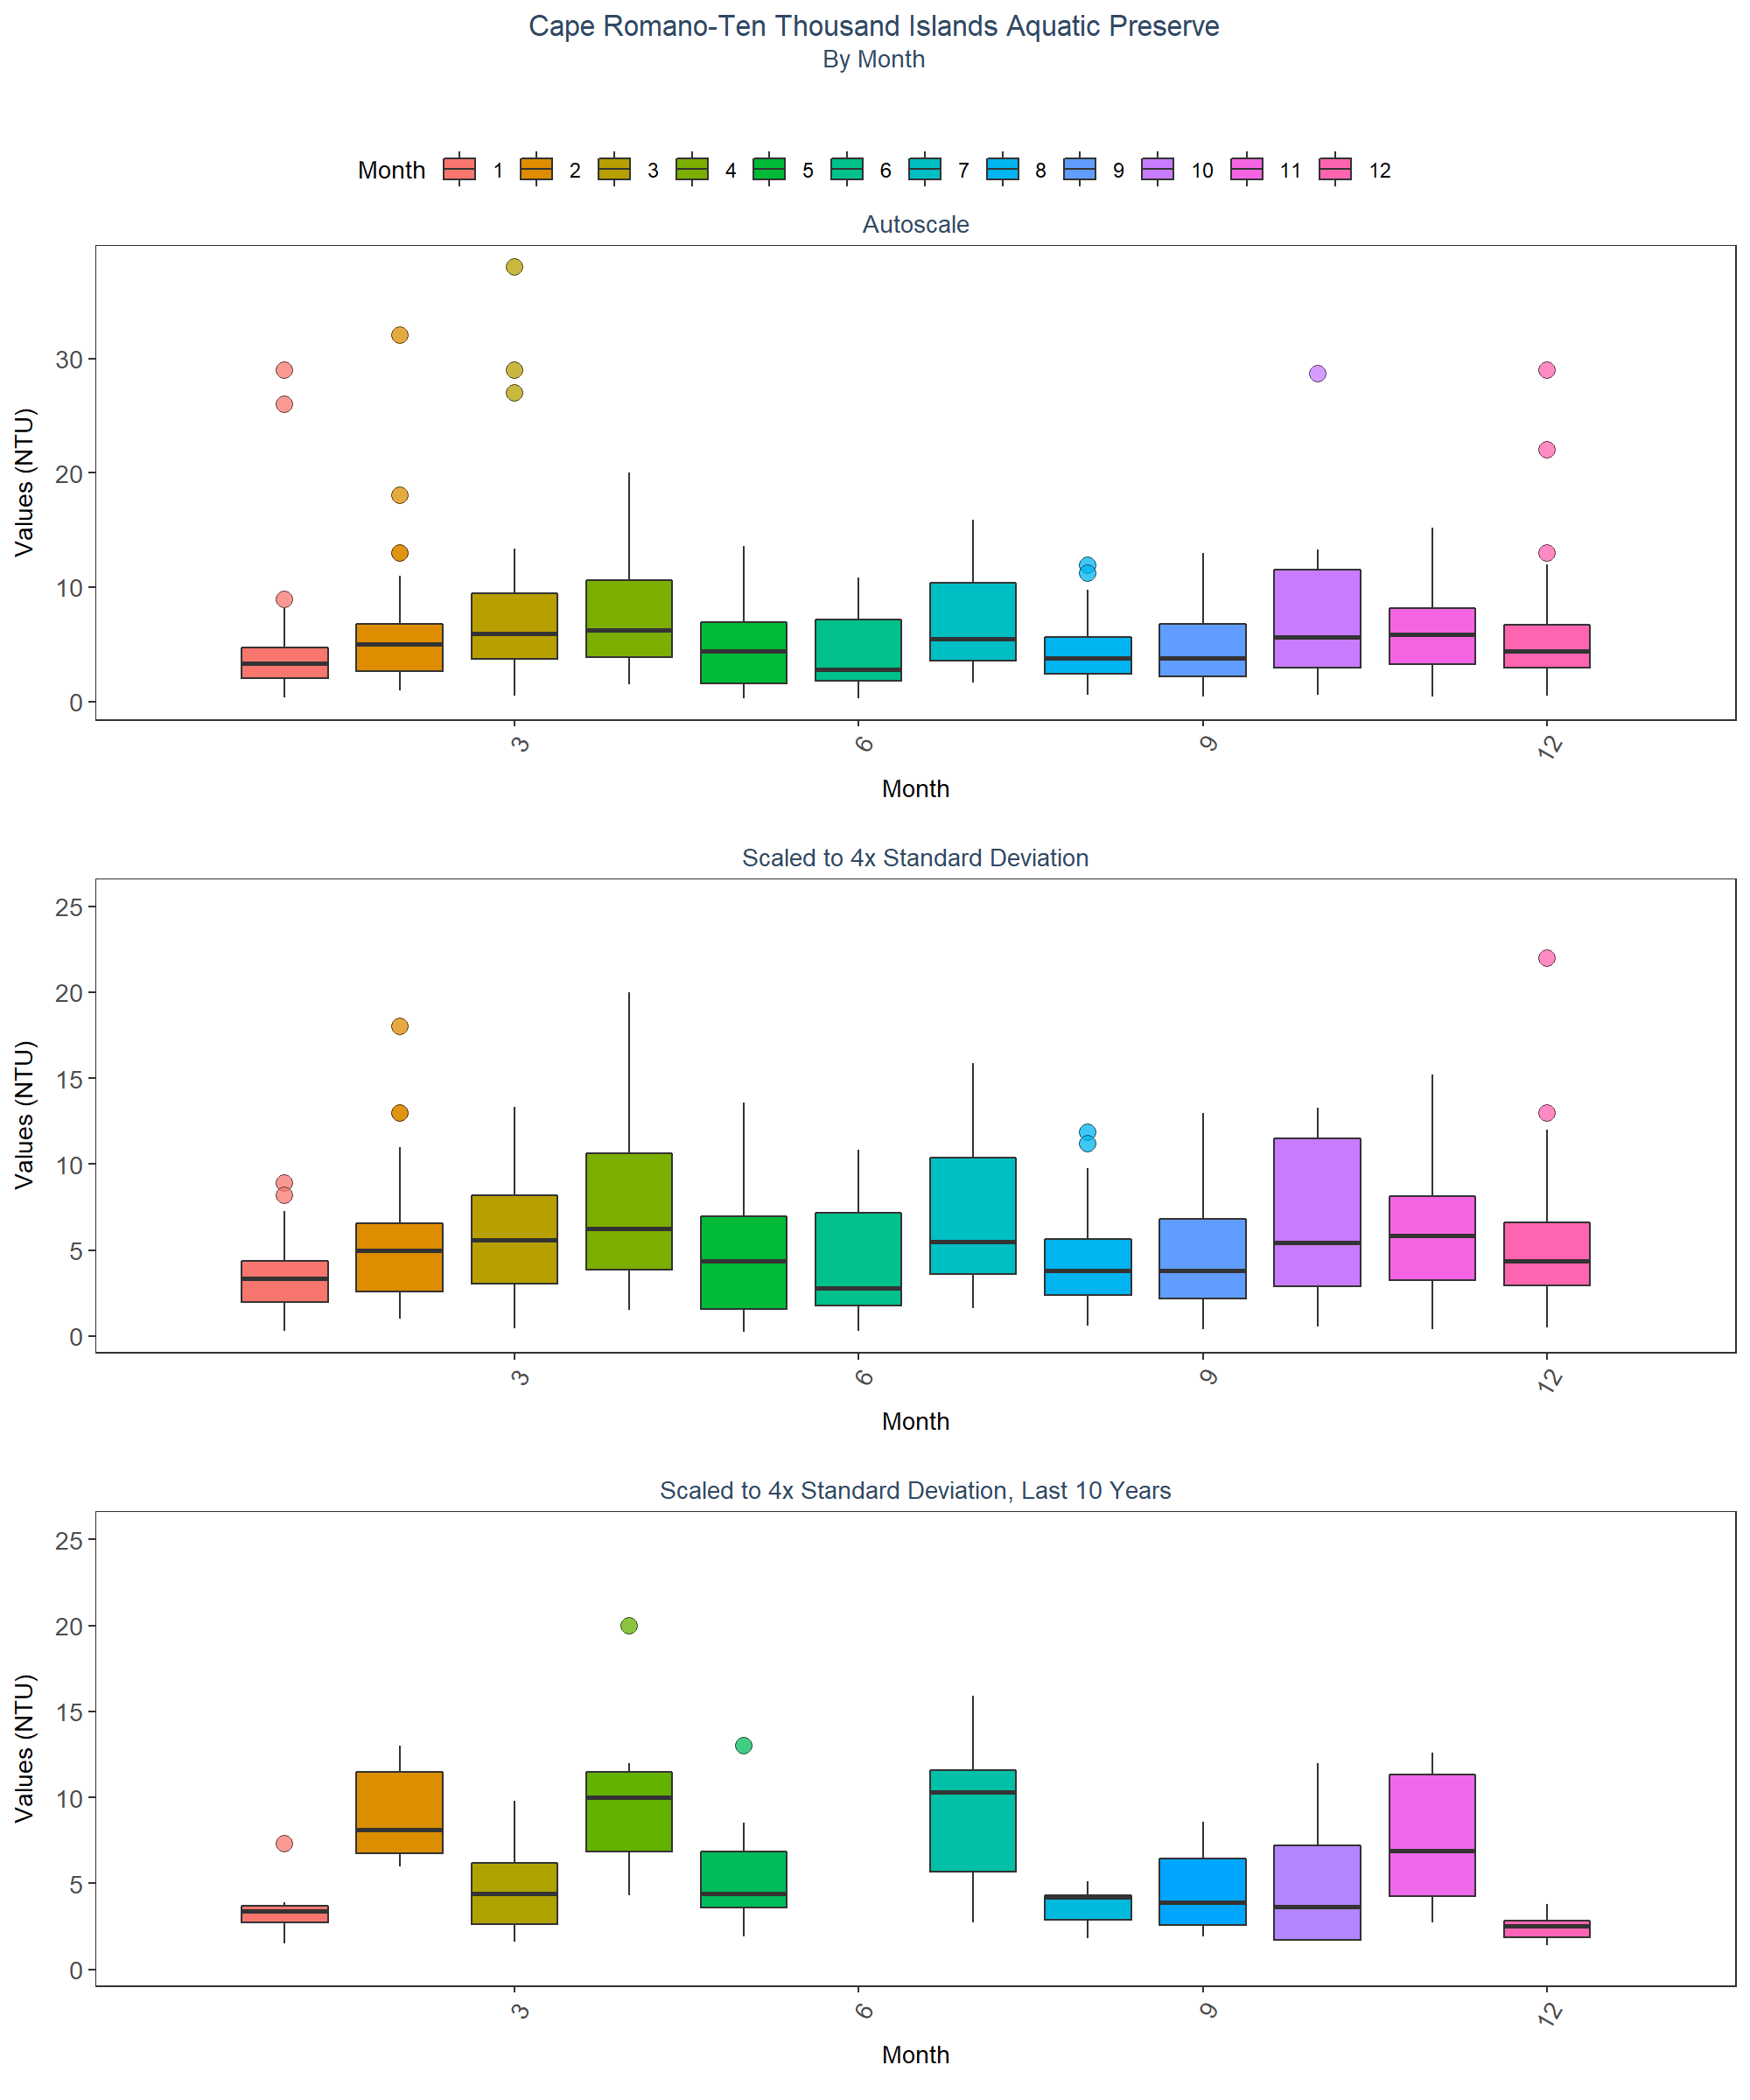 Cape Romano-Ten Thousand Islands Aquatic Preserve
By Month
Month 1 2 3 4 5 6 7 8 9 10 11 12
Autoscale
Values (NTU)
30
20
10
0
3 6 9 12
Month
Scaled to 4x Standard Deviation
Values (NTU)
25
20
15
10
5
0
3 6 9 12
Month
Scaled to 4x Standard Deviation, Last 10 Years
Values (NTU)
25
20
15
10
5
0
3 6 9 12
Month